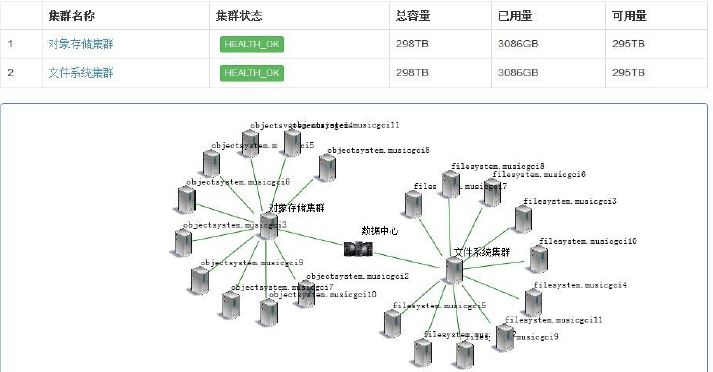 集群名称 集群状态 总容量 已用量 可用量
1 对象存储集群 HEALTH_OK 298TB 3086GB 295TB
2 文件系统集群 HEALTH_OK 298TB 3086GB 295TB
objectsystem.musicgci11
objectsystem.musicgci5
objectsystem.musicgci8
filesystem.musicgci8
filesystem.musicgci6
objectsystem.musicgci6
filesystem.musicgci7
对象存储集群
filesystem.musicgci3
objectsystem.musicgci3
数据中心
filesystem.musicgci10
文件系统集群
objectsystem.musicgci9
objectsystem.musicgci2
objectsystem.musicgci7
filesystem.musicgci4
objectsystem.musicgci10
filesystem.musicgci5
filesystem.musicgci11
musicgci9